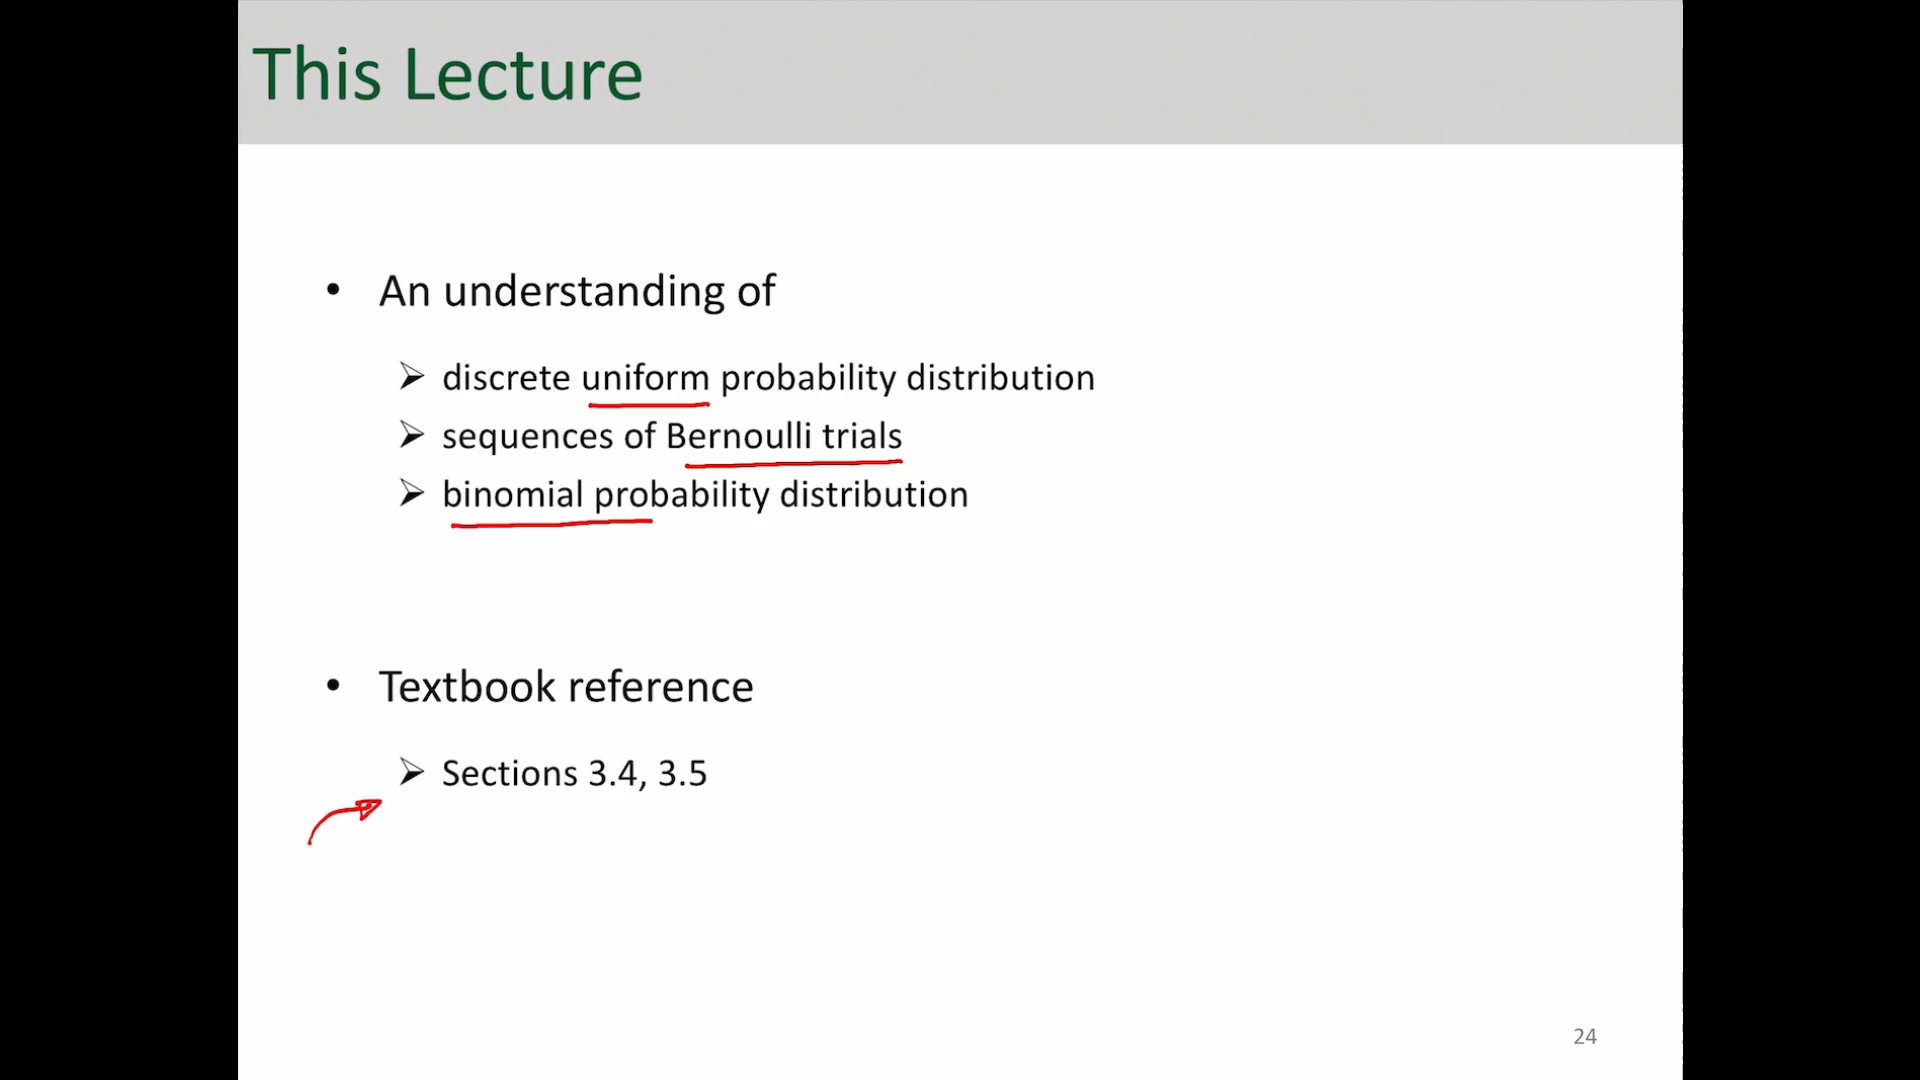 This Lecture
• An understanding of
➢ discrete uniform probability distribution
➢ sequences of Bernoulli trials
➢ binomial probability distribution
• Textbook reference
➢ Sections 3.4, 3.5
24